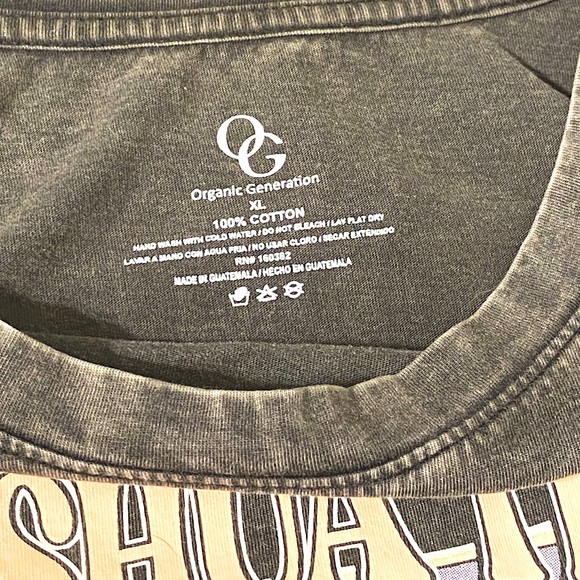 OG
Organic Generation
XL
100% COTTON
HAND WASH WITH COLD WATER / DO NOT BLEACH / LAY FLAT DRY
LAVAR A MANO CON AGUA FRIA / NO USAR CLORO / SECAR EXTENDIDO
RN# 160382
MADE IN GUATEMALA / HECHO EN GUATEMALA